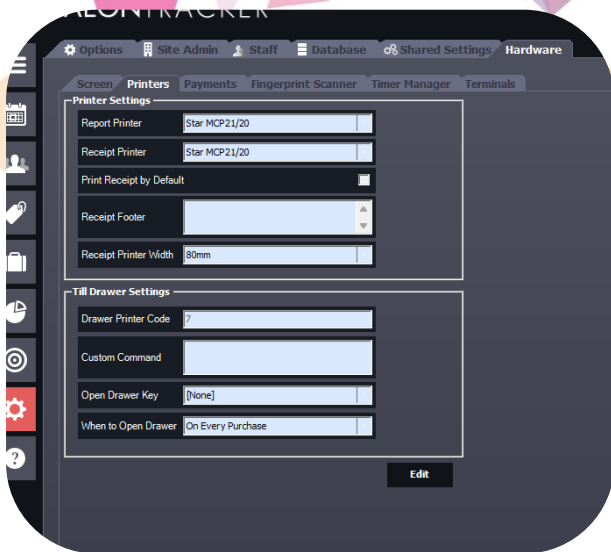 ALONTRACKER
Options Site Admin Staff Database Shared Settings Hardware
Screen Printers Payments Fingerprint Scanner Timer Manager Terminals
Printer Settings
Report Printer Star MCP21/20
Receipt Printer Star MCP21/20
Print Receipt by Default
Receipt Footer
Receipt Printer Width 80mm
Till Drawer Settings
Drawer Printer Code 7
Custom Command
Open Drawer Key [None]
When to Open Drawer On Every Purchase
Edit